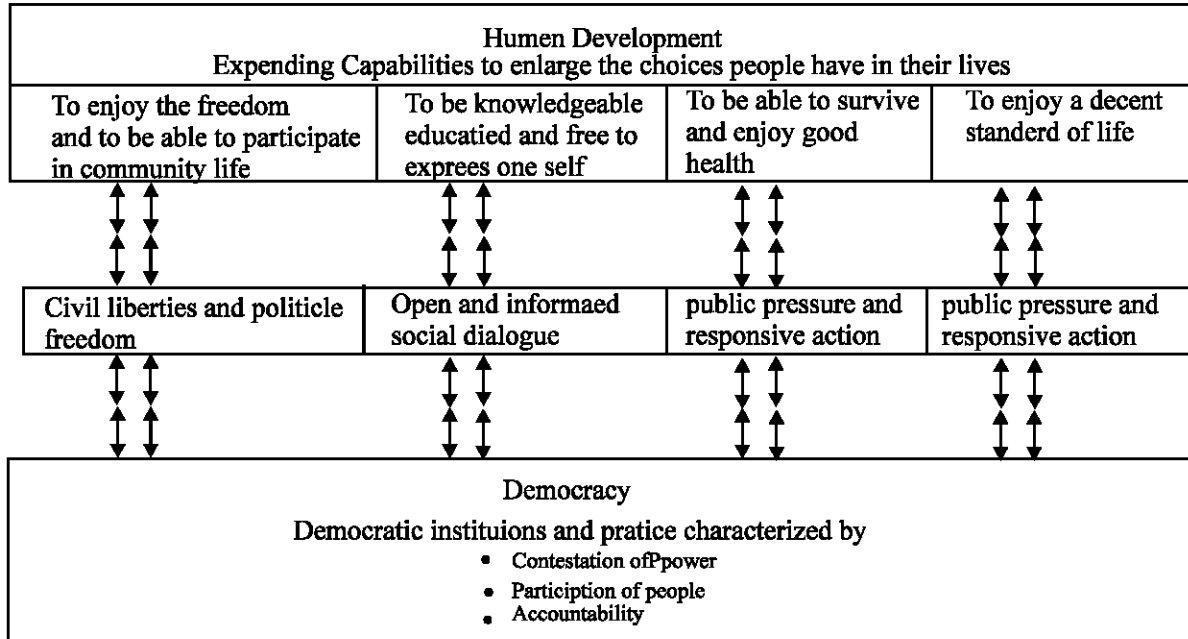 Humen Development
Expending Capabilities to enlarge the choices people have in their lives
To enjoy the freedom
and to be able to participate
in community life
To be knowledgeable
educatied and free to
exprees one self
To be able to survive
and enjoy good
health
To enjoy a decent
standerd of life
Civil liberties and politicle
freedom
Open and informaed
social dialogue
public pressure and
responsive action
public pressure and
responsive action
Democracy
Democratic instituions and pratice characterized by
• Contestation ofPpower
• Particiption of people
• Accountability